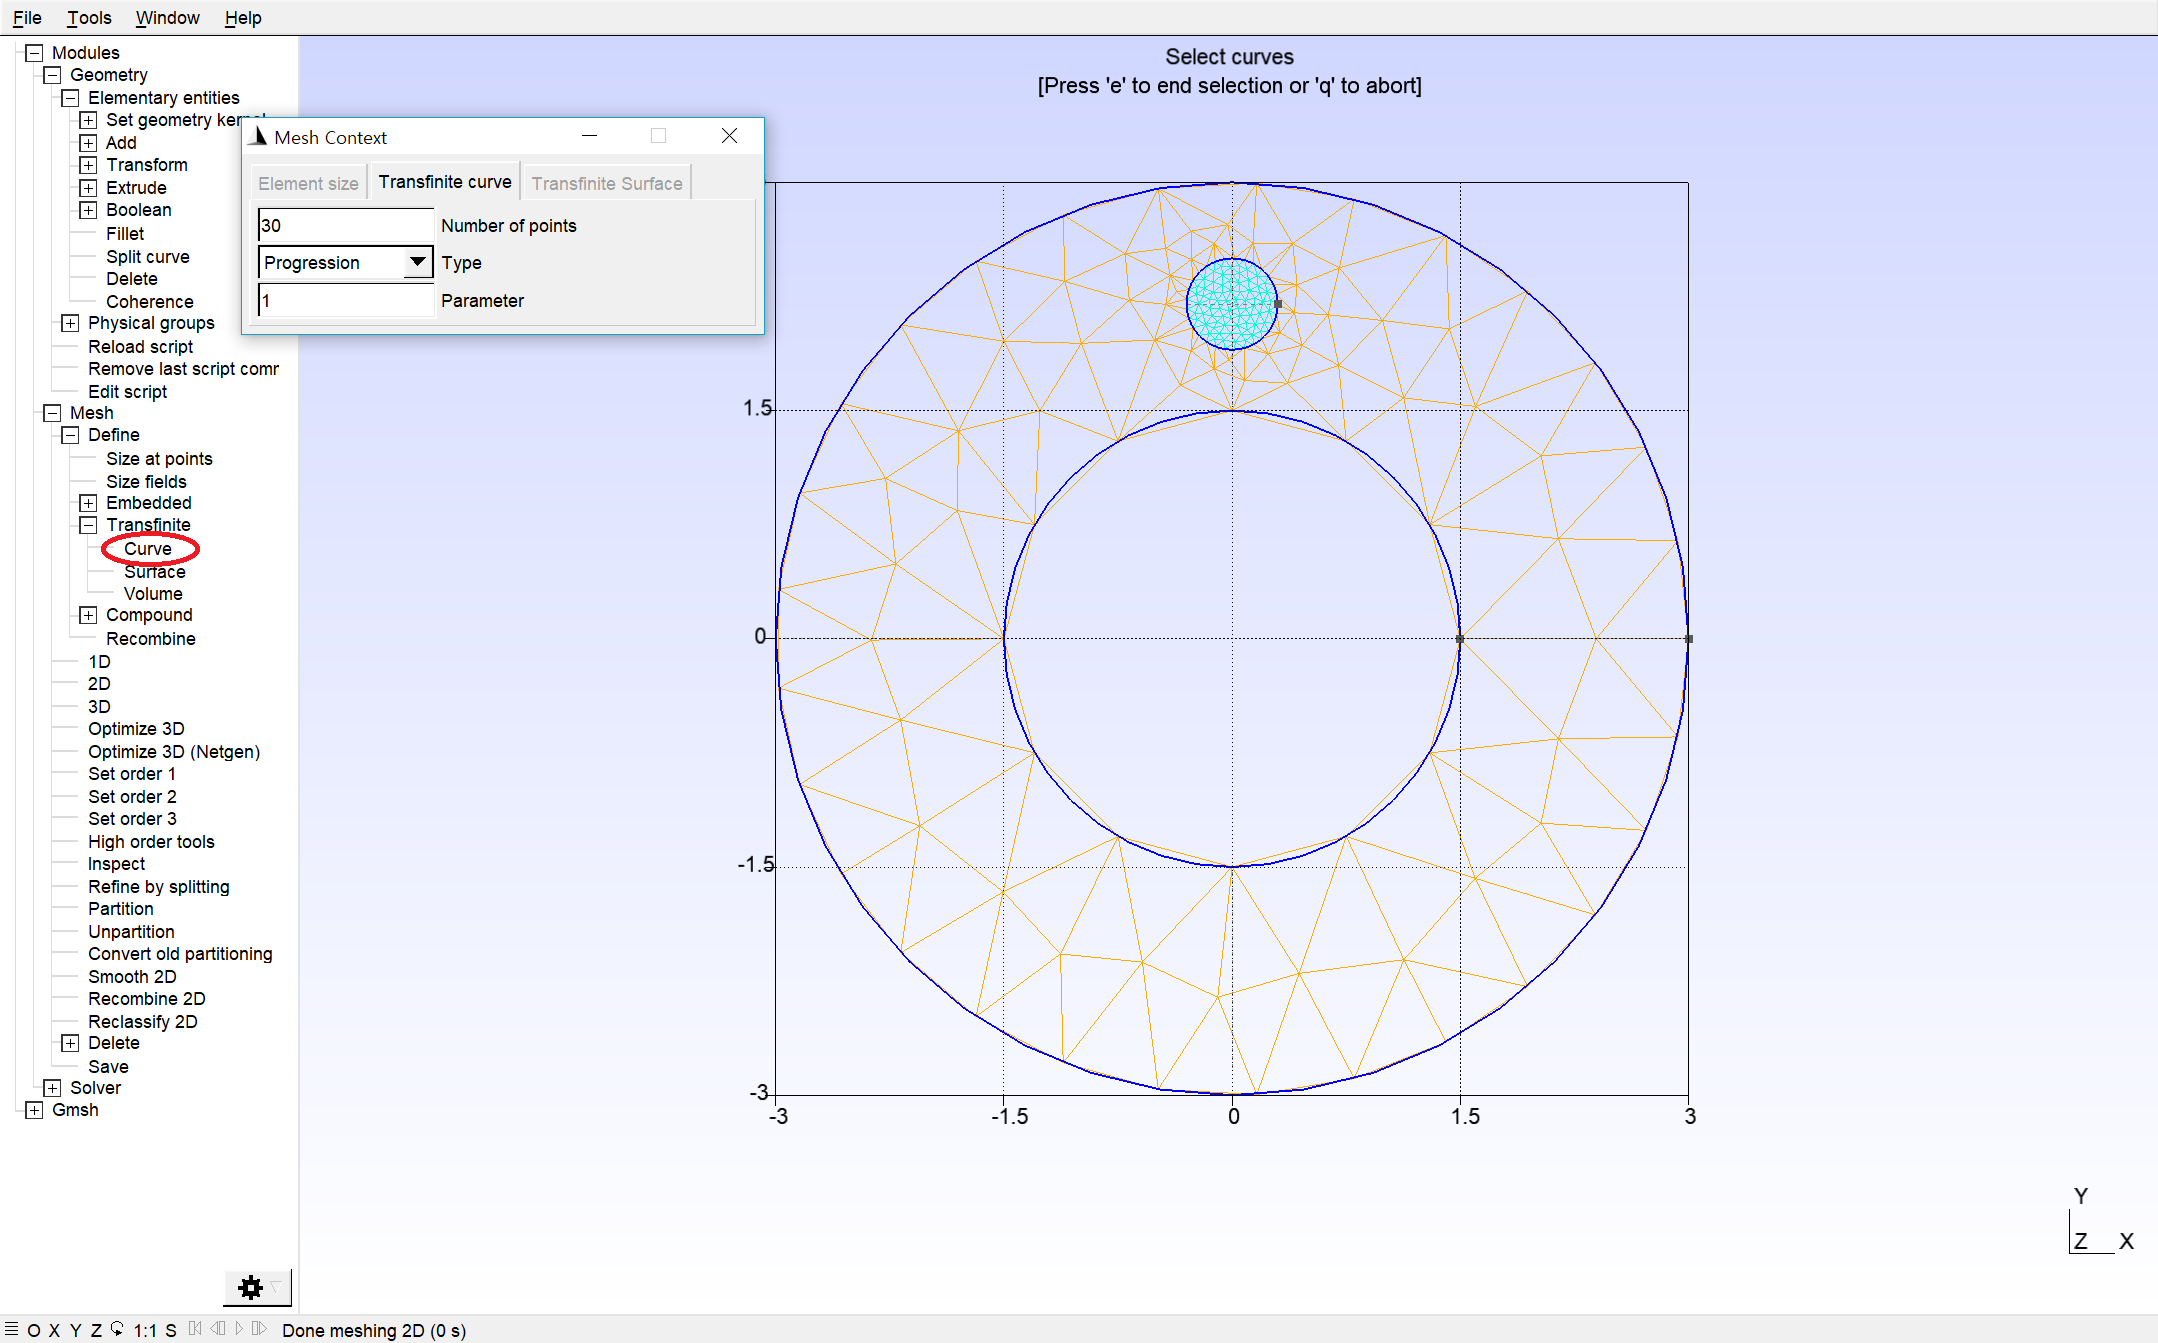 File Tools Window Help
Modules
Geometry
Elementary entities
Set geometry kernel
Add
Transform
Extrude
Boolean
Fillet
Split curve
Delete
Coherence
Physical groups
Reload script
Remove last script comr
Edit script
Mesh
Define
Size at points
Size fields
Embedded
Transfinite
Curve
Surface
Volume
Compound
Recombine
1D
2D
3D
Optimize 3D
Optimize 3D (Netgen)
Set order 1
Set order 2
Set order 3
High order tools
Inspect
Refine by splitting
Partition
Unpartition
Convert old partitioning
Smooth 2D
Recombine 2D
Reclassify 2D
Delete
Save
Solver
Gmsh
Mesh Context
Element size Transfinite curve Transfinite Surface
30 Number of points
Progression Type
1 Parameter
Select curves
[Press 'e' to end selection or 'q' to abort]
1.5
0
-1.5
-3
-3 -1.5 0 1.5 3
Y
Z X
O X Y Z 1:1 S Done meshing 2D (0 s)